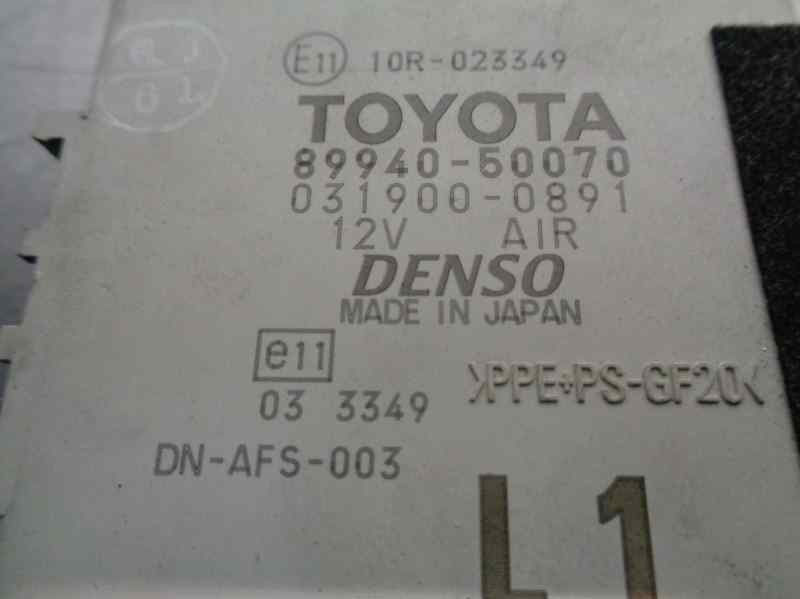 E11 10R-023349
TOYOTA
89940-50070
031900-0891
12V AIR
DENSO
MADE IN JAPAN
e11
03 3349
>PPE+PS-GF20<
DN-AFS-003
L1